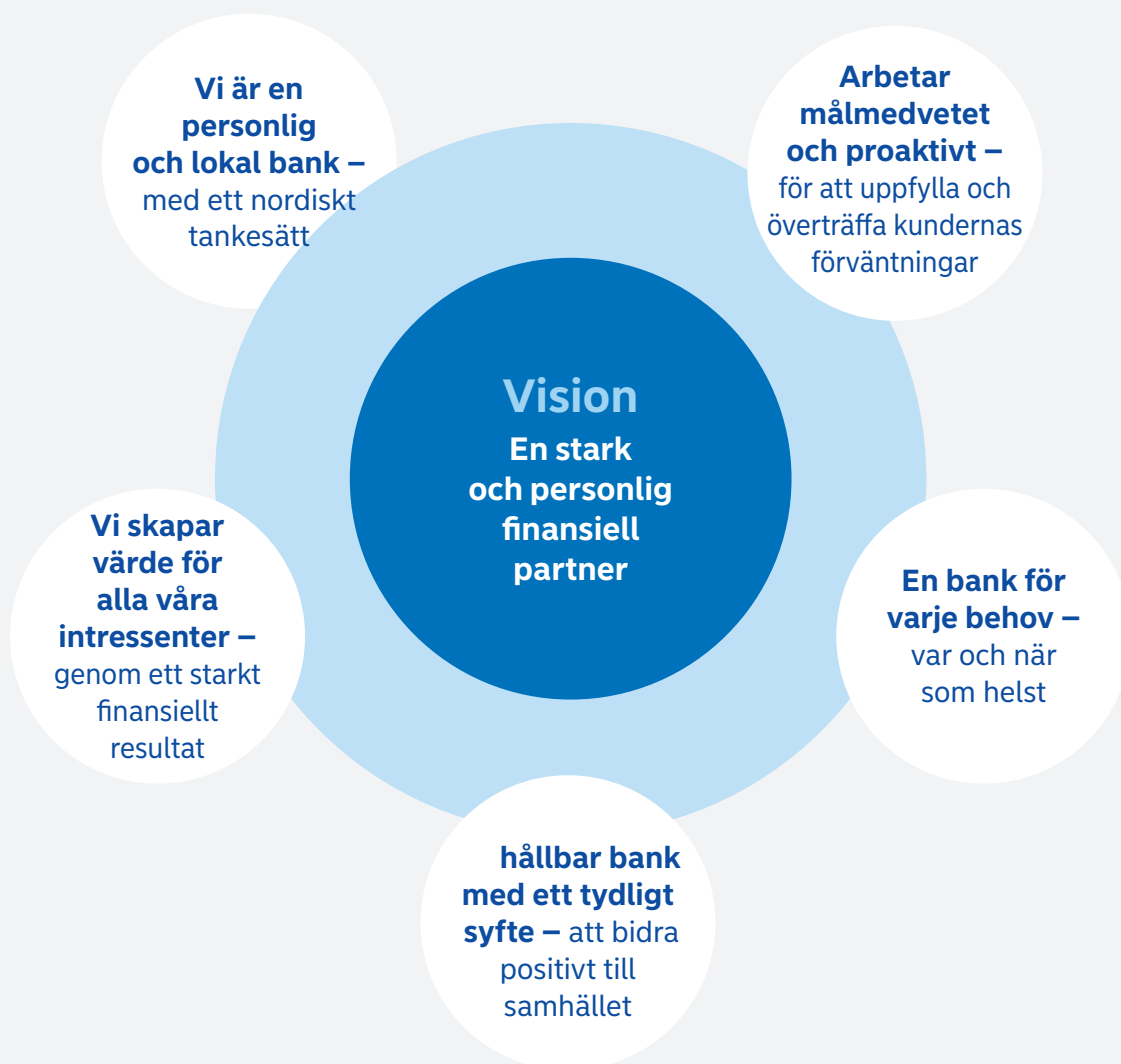 Vi är en
personlig
och lokal bank –
med ett nordiskt
tankesätt
Arbetar
målmedvetet
och proaktivt –
för att uppfylla och
överträffa kundernas
förväntningar
Vision
En stark
och personlig
finansiell
partner
Vi skapar
värde för
alla våra
intressenter –
genom ett starkt
finansiellt
resultat
En bank för
varje behov –
var och när
som helst
hållbar bank
med ett tydligt
syfte – att bidra
positivt till
samhället